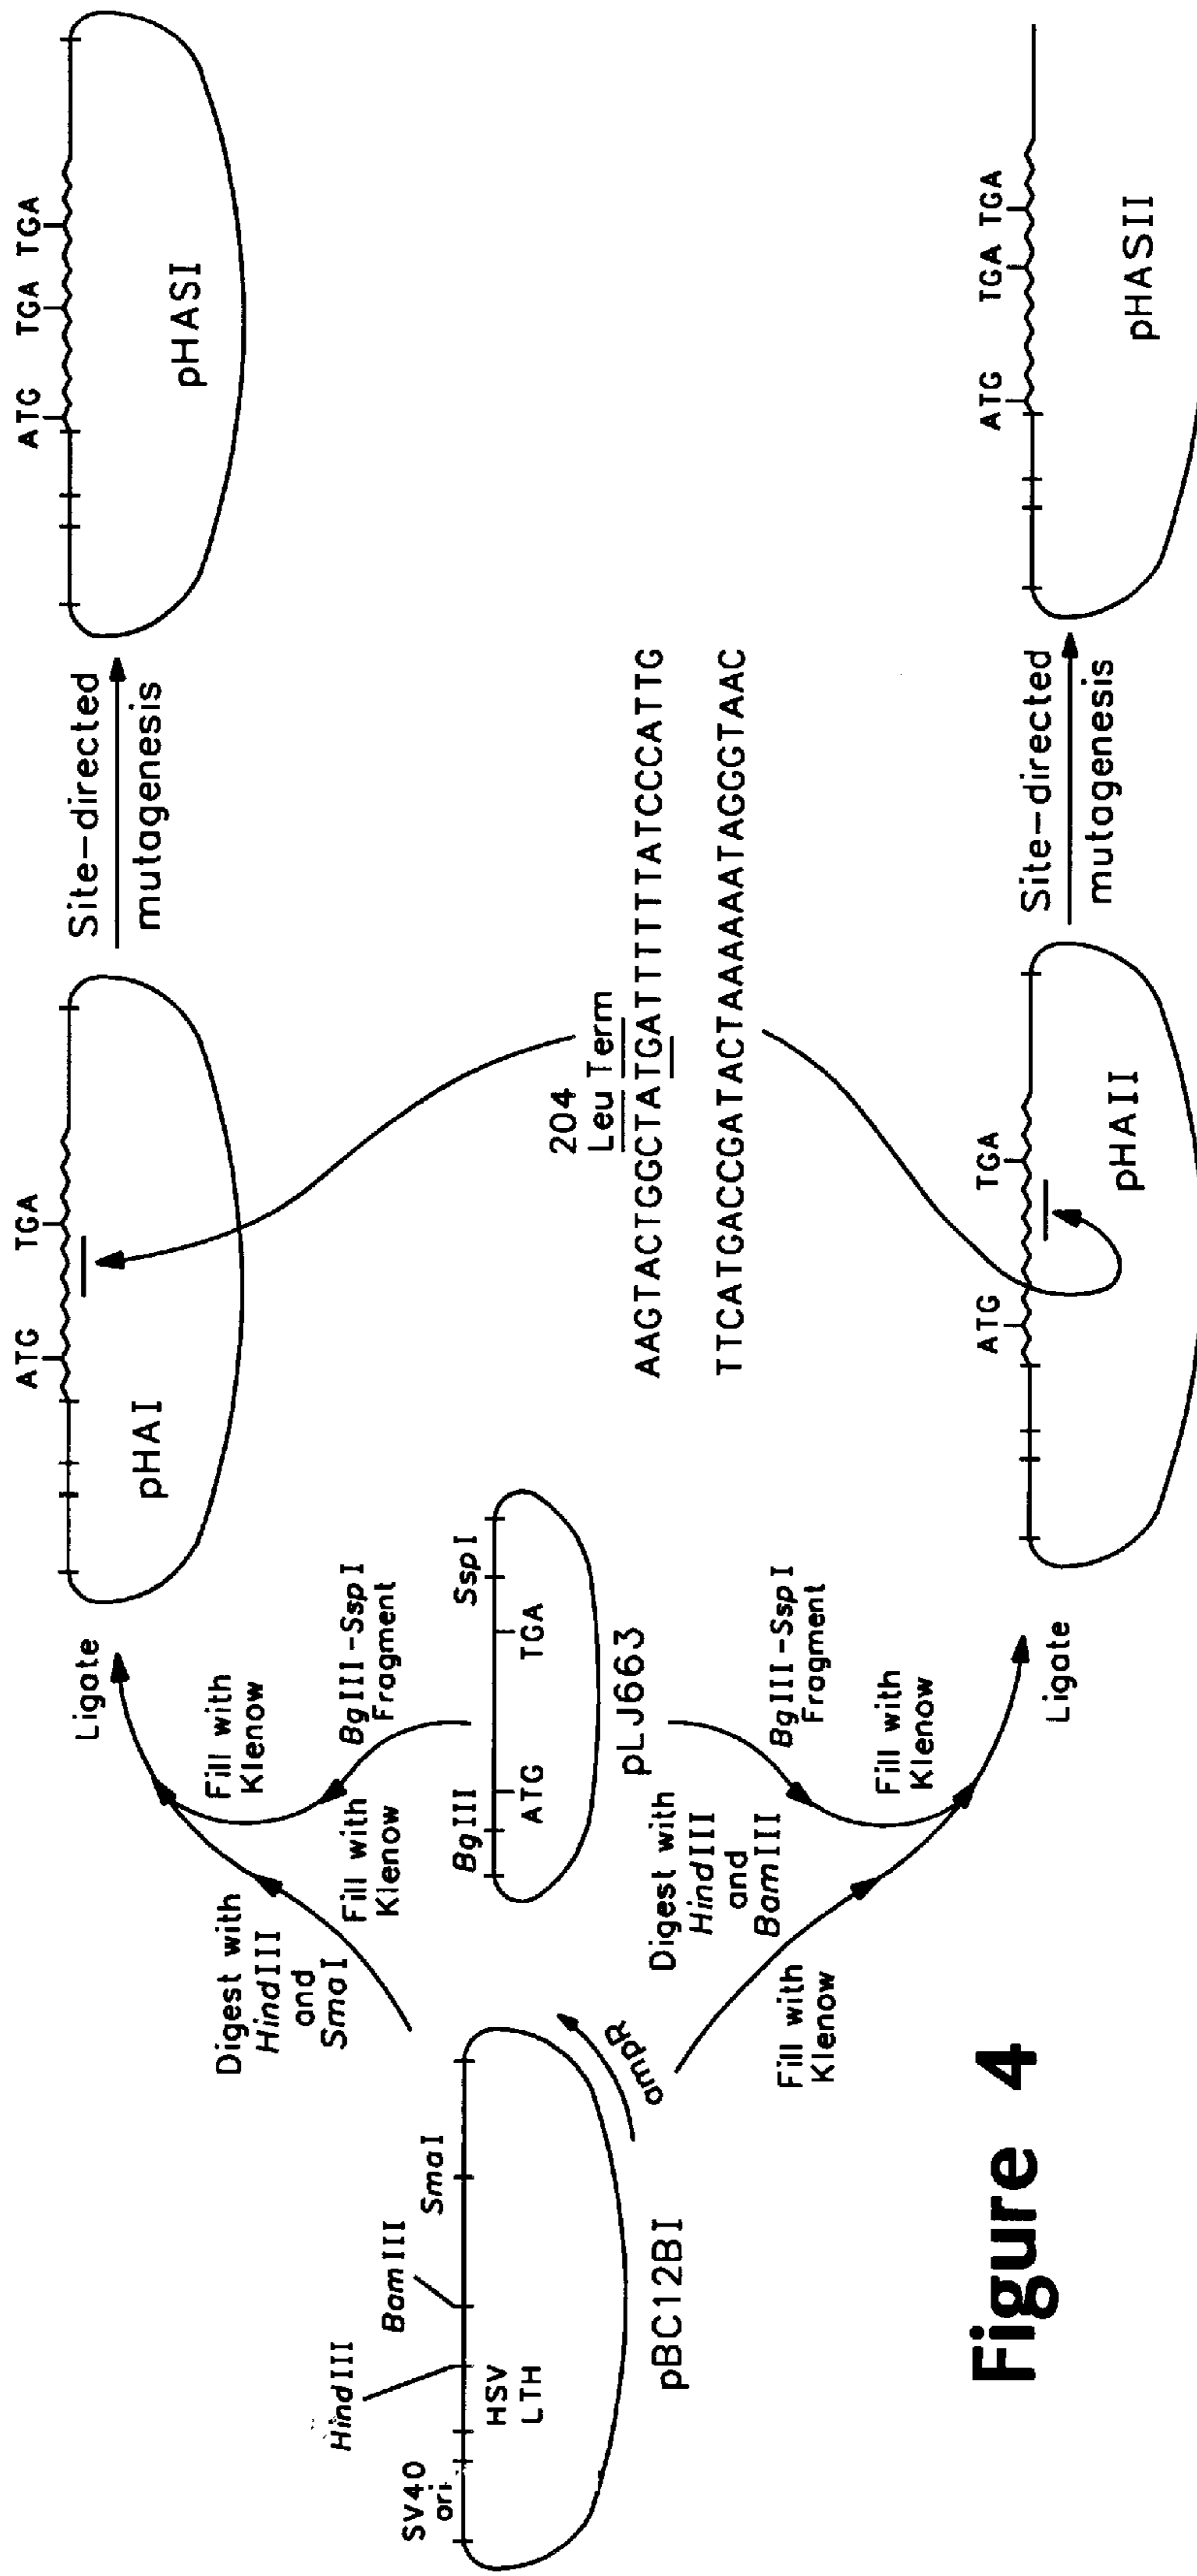 SV40
ori
HindIII
BamIII
SmaI
HSV
LTH
pBC12BI
ampR
Digest with
HindIII
and
SmaI
Fill with
Klenow
Fill with
Klenow
BglII-SspI
Fragment
Ligate
BglII
SspI
ATG
TGA
pLJ663
Digest with
HindIII
and
BamIII
Fill with
Klenow
BglII-SspI
Fragment
Fill with
Klenow
Ligate
ATG
TGA
pHAI
Site-directed
mutagenesis
ATG
TGA
TGA
pHASI
204
Leu Term
AAGTACTGGCTATGATTTTTATCCCATTG
TTCATGACCGATACTAAAAATAGGGTAAC
ATG
TGA
pHAII
Site-directed
mutagenesis
ATG
TGA
TGA
pHASII
Figure 4